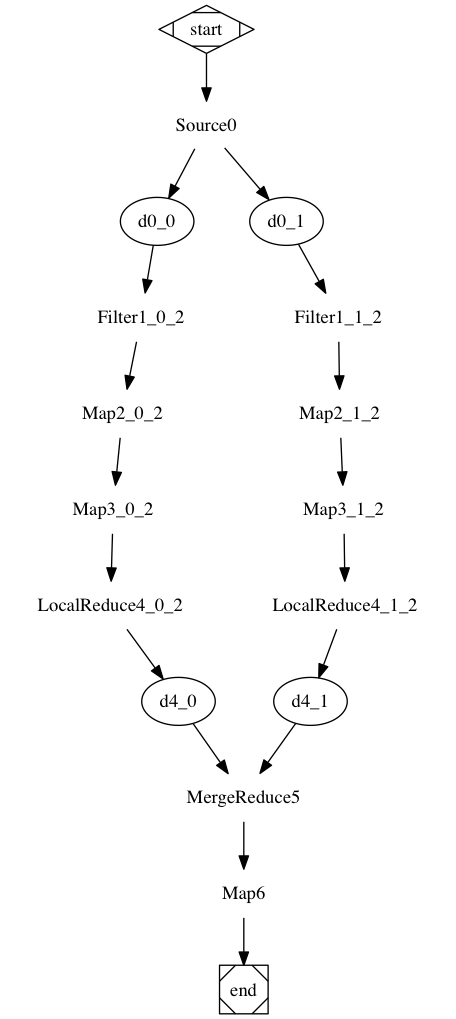 start
Source0
d0_0
d0_1
Filter1_0_2
Filter1_1_2
Map2_0_2
Map2_1_2
Map3_0_2
Map3_1_2
LocalReduce4_0_2
LocalReduce4_1_2
d4_0
d4_1
MergeReduce5
Map6
end